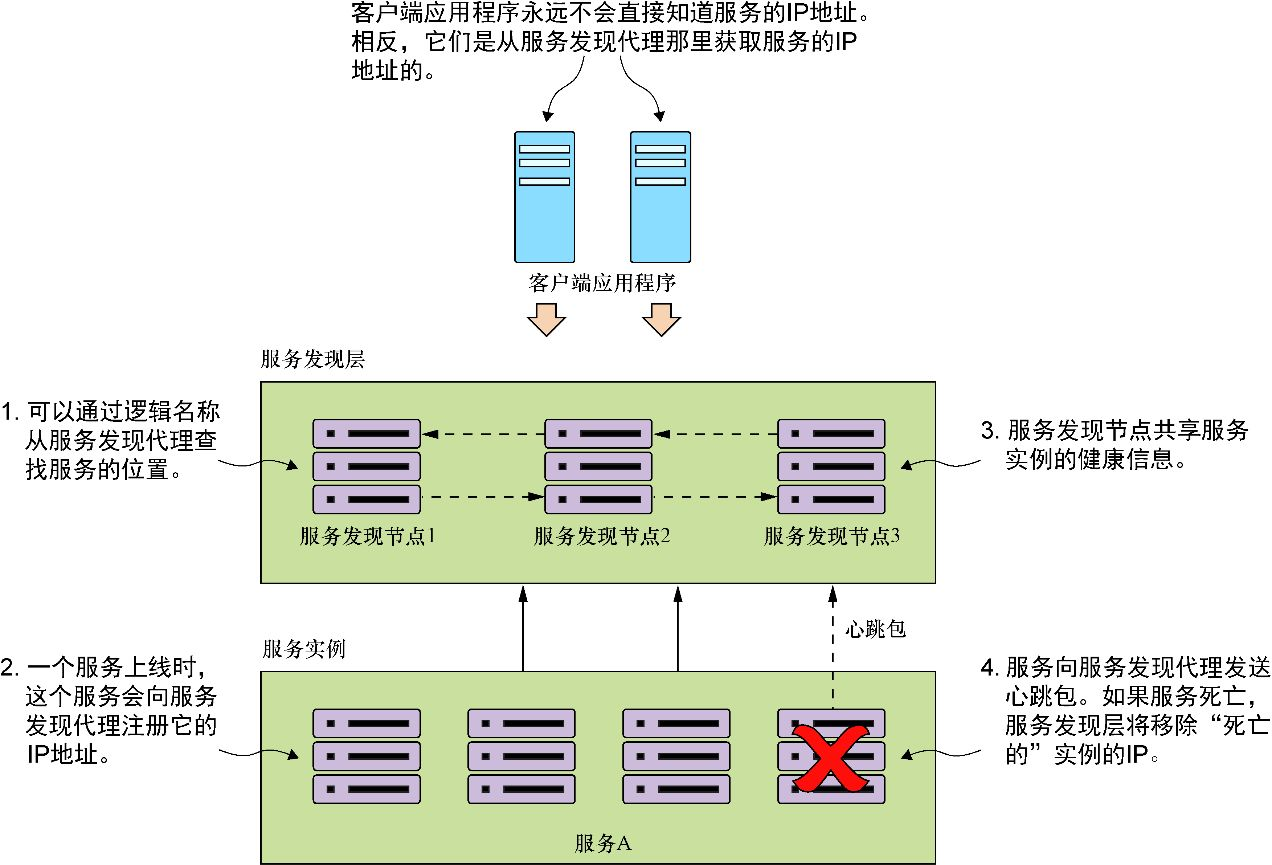 客户端应用程序永远不会直接知道服务的IP地址。
相反，它们是从服务发现代理那里获取服务的IP
地址的。
客户端应用程序
服务发现层
1. 可以通过逻辑名称
从服务发现代理查
找服务的位置。
3. 服务发现节点共享服务
实例的健康信息。
服务发现节点1
服务发现节点2
服务发现节点3
心跳包
服务实例
2. 一个服务上线时，
这个服务会向服务
发现代理注册它的
IP地址。
4. 服务向服务发现代理发送
心跳包。如果服务死亡，
服务发现层将移除“死亡
的”实例的IP。
服务A